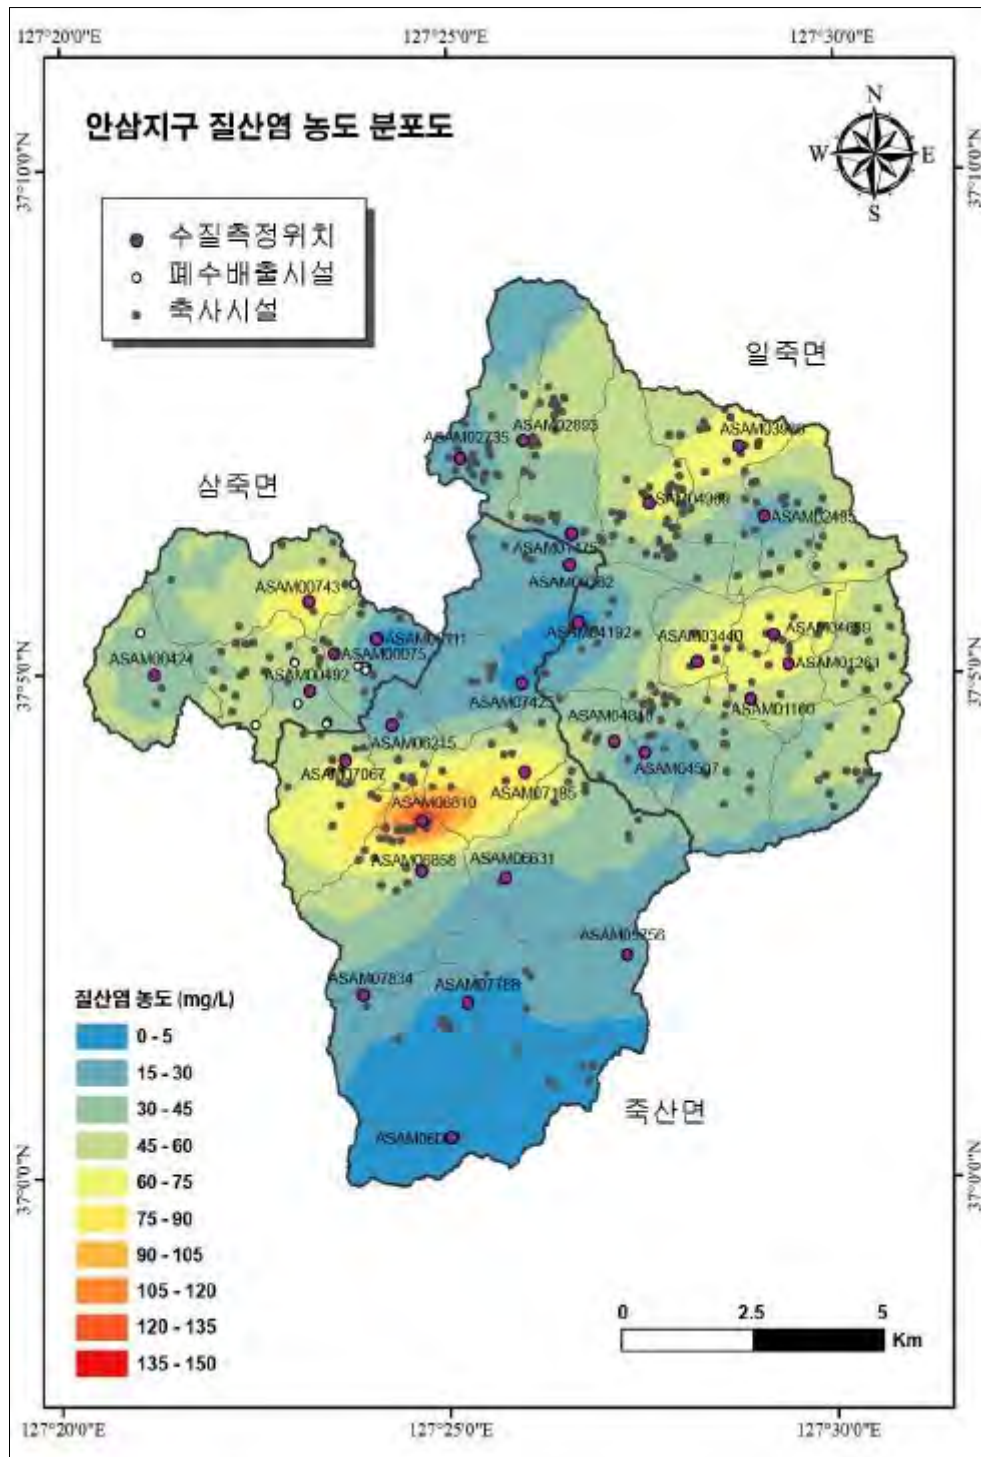 127°20'0"E
127°25'0"E
127°30'0"E
안삼지구 질산염 농도 분포도
N
W
E
S
37°10'0"N
37°10'0"N
수질측정위치
폐수배출시설
축사시설
일죽면
삼죽면
ASAM02735
ASAM02893
ASAM02495
ASAM00743
ASAM04192
ASAM03440
ASAM04659
ASAM00075
ASAM00424
ASAM01261
ASAM00492
37°5'0"N
37°5'0"N
ASAM07425
ASAM01160
ASAM06215
ASAM04507
ASAM07067
ASAM07185
ASAM06810
ASAM06858
ASAM06631
ASAM07834
ASAM07788
질산염 농도 (mg/L)
0 - 5
15 - 30
30 - 45
45 - 60
60 - 75
75 - 90
90 - 105
105 - 120
120 - 135
135 - 150
죽산면
37°0'0"N
37°0'0"N
0
2.5
5
Km
127°20'0"E
127°25'0"E
127°30'0"E